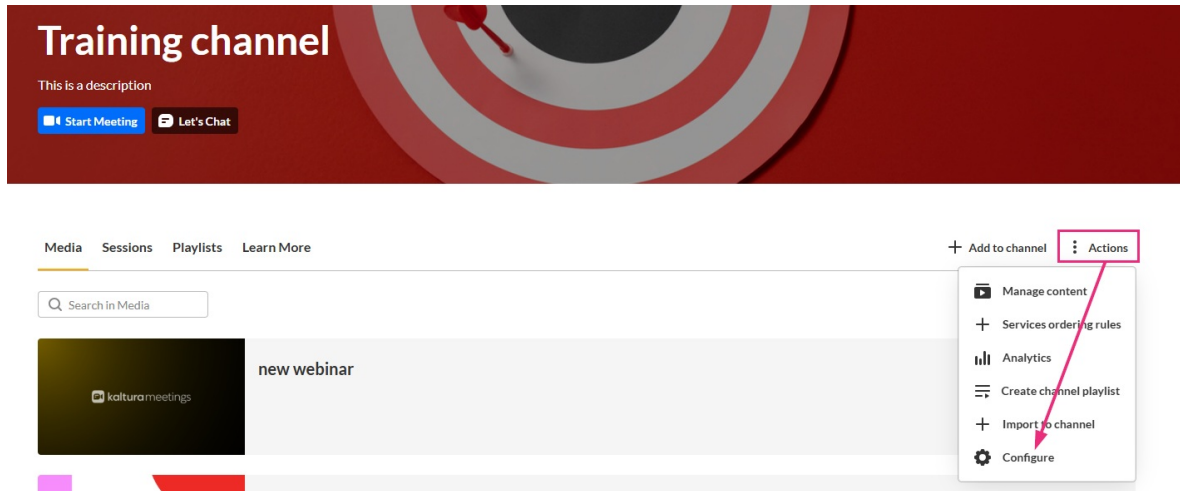 Training channel
This is a description
Start Meeting Let's Chat
Media Sessions Playlists Learn More Add to channel Actions
Search in Media
Manage content
Services ordering rules
Analytics
Create channel playlist
Import to channel
Configure
new webinar
kaltura meetings